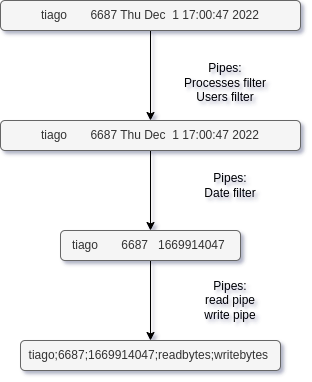 tiago 6687 Thu Dec 1 17:00:47 2022
Pipes:
Processes filter
Users filter
tiago 6687 Thu Dec 1 17:00:47 2022
Pipes:
Date filter
tiago 6687 1669914047
Pipes:
read pipe
write pipe
tiago;6687;1669914047;readbytes;writebytes